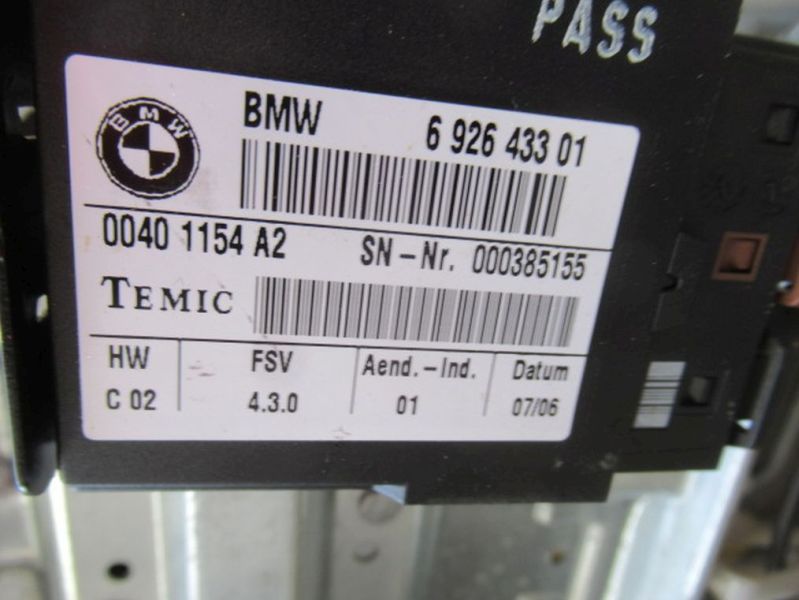 PASS
BMW
BMW 6 926 433 01
0040 1154 A2 SN-Nr. 000385155
TEMIC
HW FSV Aend.-Ind. Datum
C 02 4.3.0 01 07/06